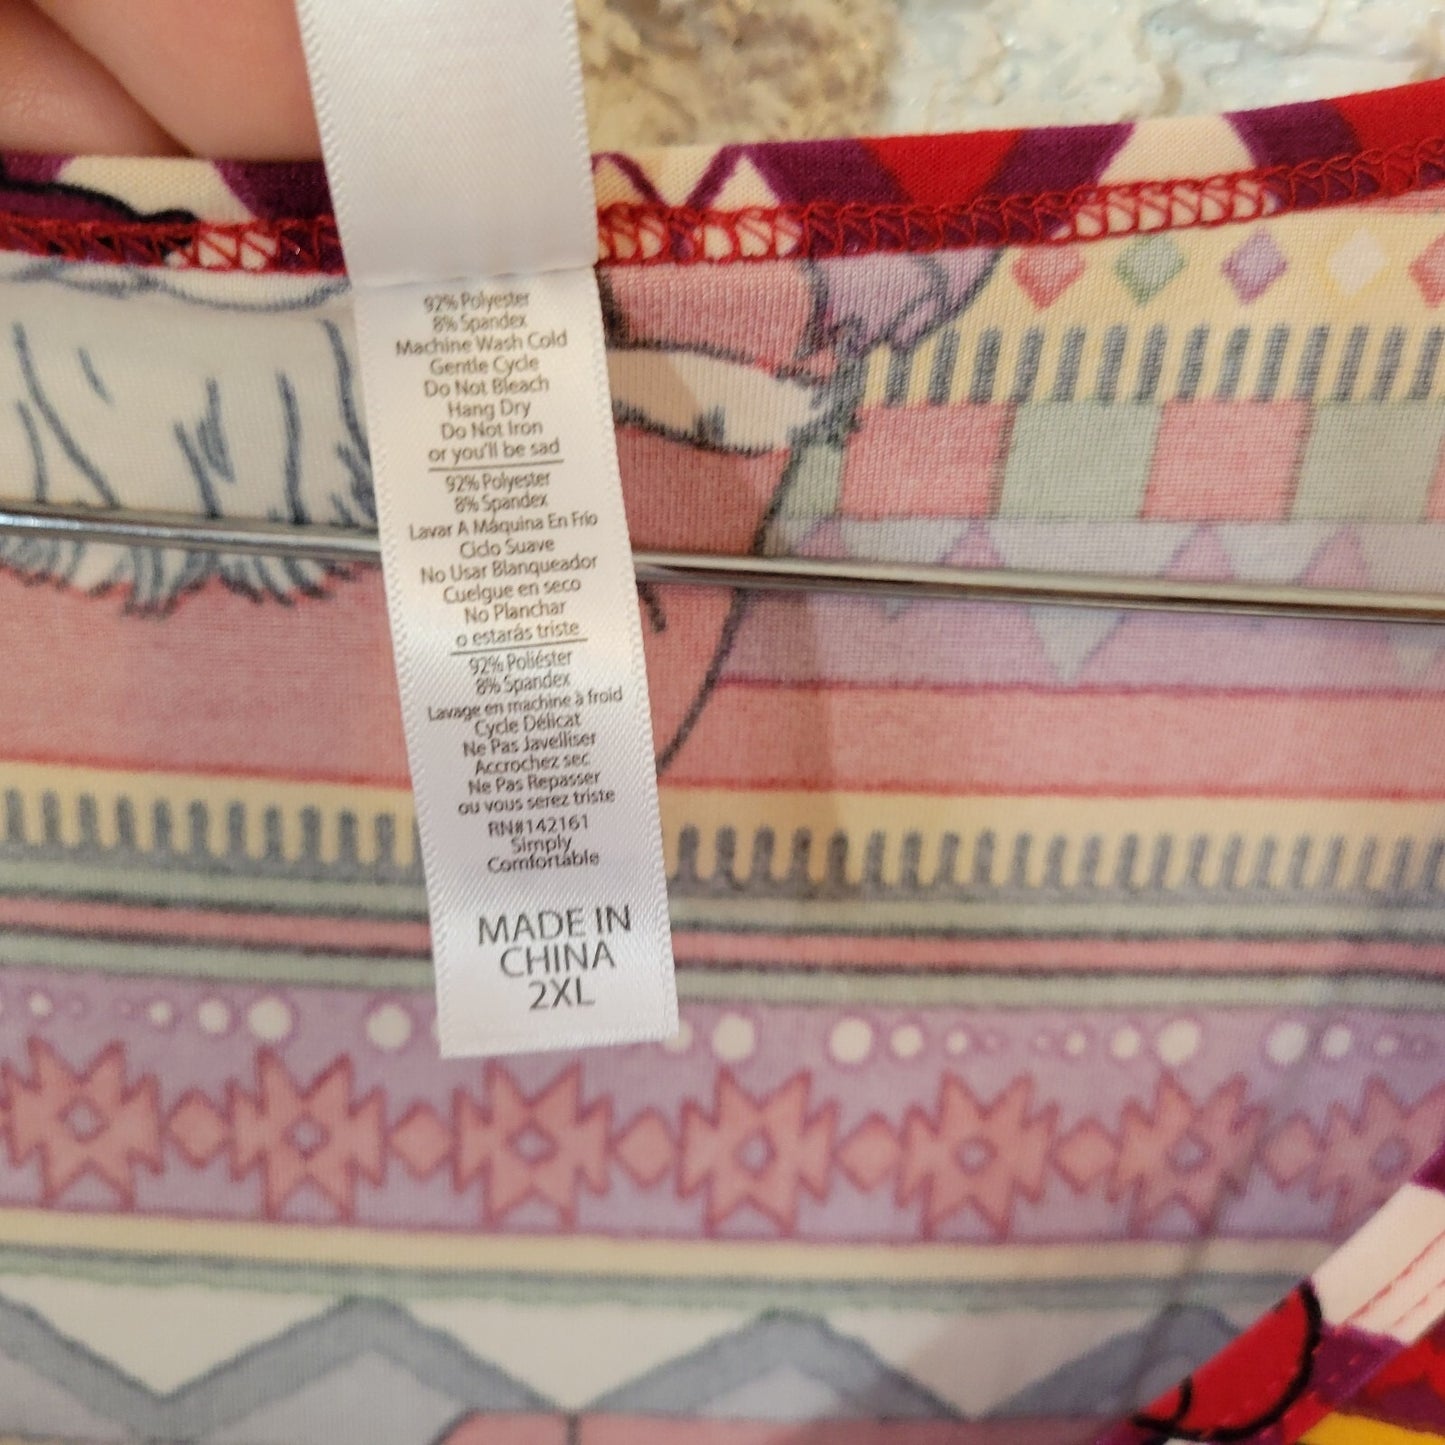 92% Polyester
8% Spandex
Machine Wash Cold
Gentle Cycle
Do Not Bleach
Hang Dry
Do Not Iron
or you'll be sad
92% Polyester
8% Spandex
Lavar A Máquina En Frío
Ciclo Suave
No Usar Blanqueador
Cuelgue en seco
No Planchar
o estarás triste
92% Poliéster
8% Spandex
Lavage en machine à froid
Cycle Délicat
Ne Pas Javelliser
Accrochez sec
Ne Pas Repasser
ou vous serez triste
RN#142161
Simply
Comfortable
MADE IN
CHINA
2XL